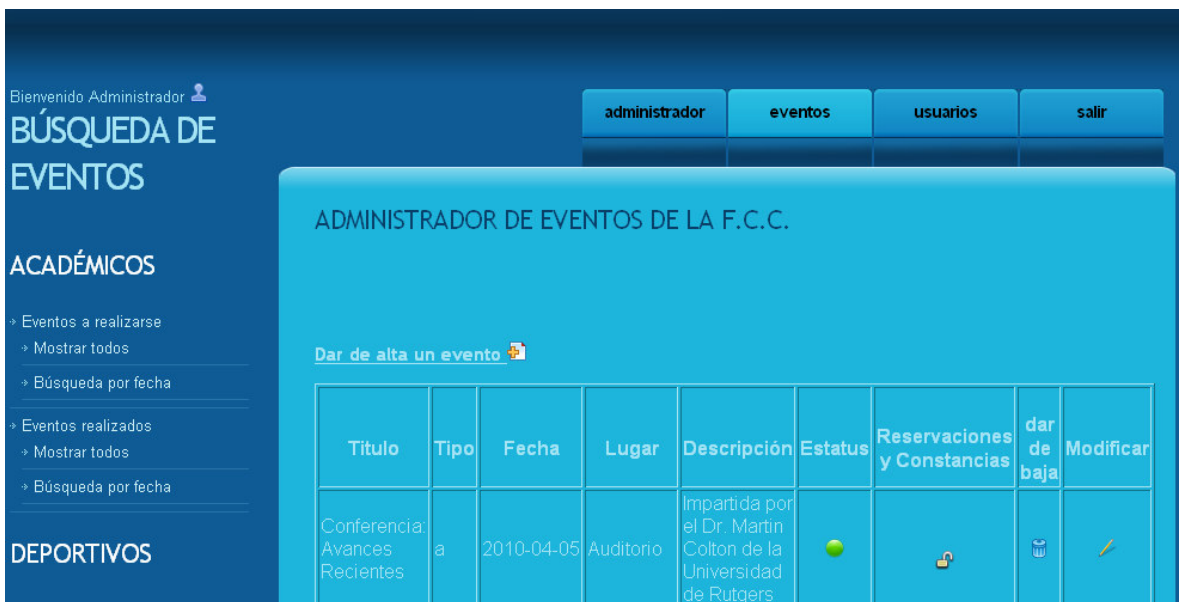 Bienvenido Administrador
BÚSQUEDA DE
EVENTOS
administrador
eventos
usuarios
salir
ACADÉMICOS
Eventos a realizarse
Mostrar todos
Búsqueda por fecha
Eventos realizados
Mostrar todos
Búsqueda por fecha
DEPORTIVOS
ADMINISTRADOR DE EVENTOS DE LA F.C.C.
Dar de alta un evento
Titulo
Tipo
Fecha
Lugar
Descripción
Estatus
Reservaciones
y Constancias
dar
de
baja
Modificar
Conferencia:
Avances
Recientes
a
2010-04-05
Auditorio
Impartida por
el Dr. Martin
Colton de la
Universidad
de Rutgers